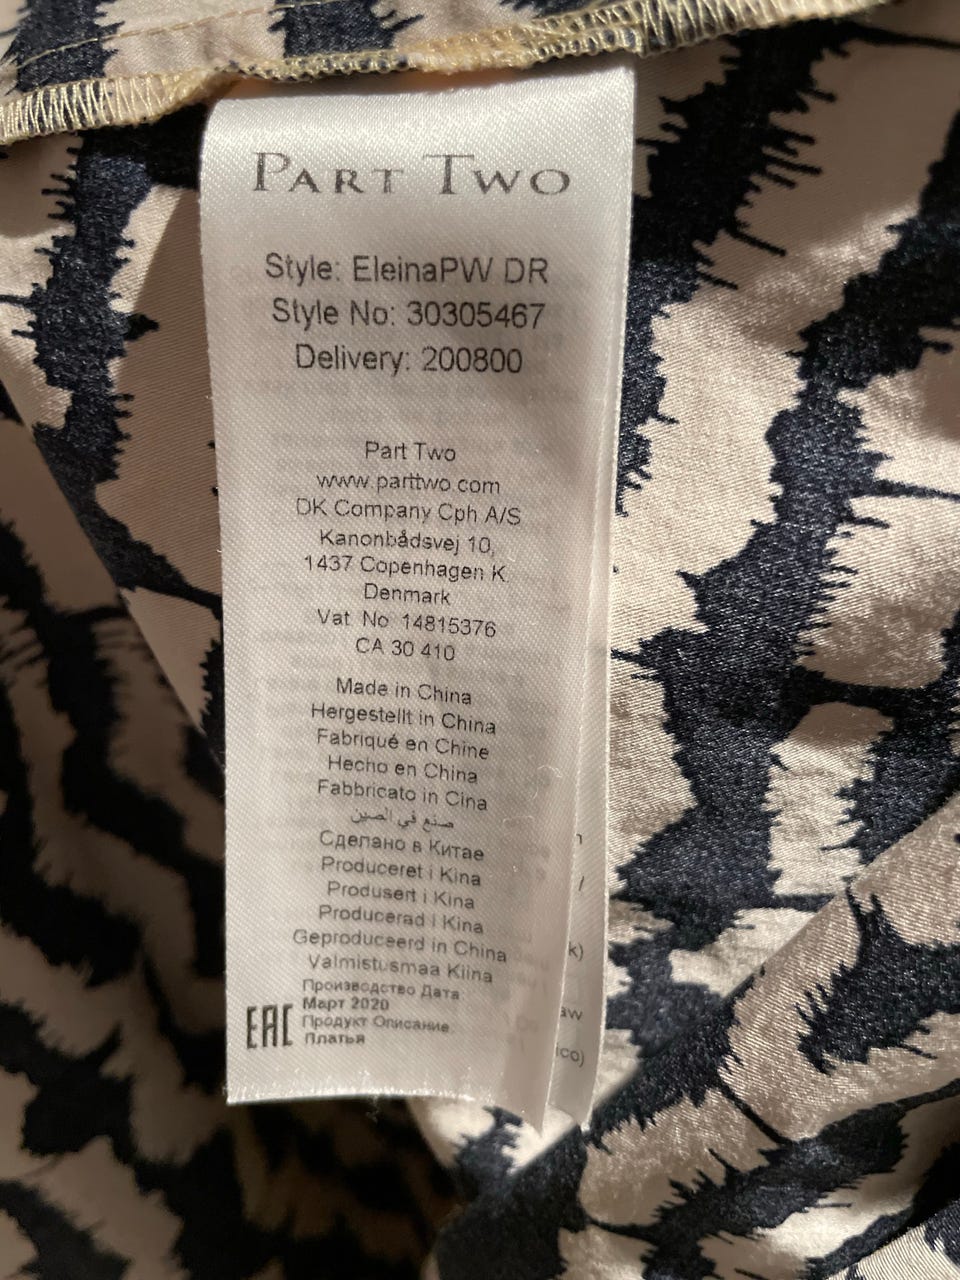 PART TWO
Style: EleinaPW DR
Style No: 30305467
Delivery: 200800
Part Two
www.parttwo.com
DK Company Cph A/S
Kanonbådsvej 10,
1437 Copenhagen K
Denmark
Vat No 14815376
CA 30 410
Made in China
Hergestellt in China
Fabriqué en Chine
Hecho en China
Fabbricato in Cina
صنع في الصين
Сделано в Китае
Produceret i Kina
Produsert i Kina
Producerad i Kina
Geproduceerd in China
Valmistusmaa Kiina
Производство Дата
Март 2020
EAC Продукт Описание
Платья
k)
aw
ico)